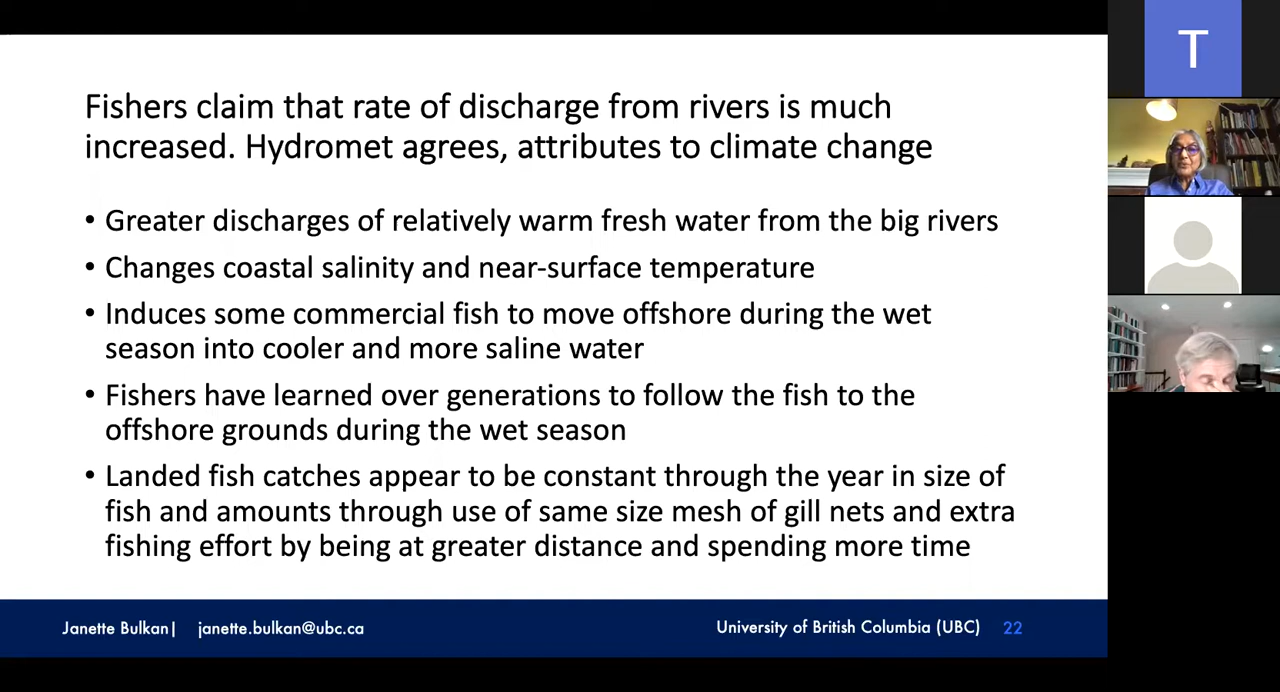 Fishers claim that rate of discharge from rivers is much
increased. Hydromet agrees, attributes to climate change
• Greater discharges of relatively warm fresh water from the big rivers
• Changes coastal salinity and near-surface temperature
• Induces some commercial fish to move offshore during the wet
season into cooler and more saline water
• Fishers have learned over generations to follow the fish to the
offshore grounds during the wet season
• Landed fish catches appear to be constant through the year in size of
fish and amounts through use of same size mesh of gill nets and extra
fishing effort by being at greater distance and spending more time
Janette Bulkan| janette.bulkan@ubc.ca
University of British Columbia (UBC) 22
T